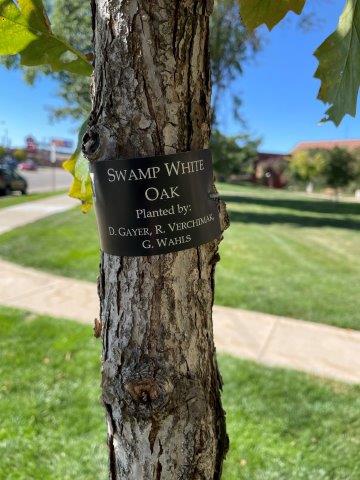 SWAMP WHITE
OAK
Planted by:
D. GAYER, R. VERCHIMAK,
G. WAHLS